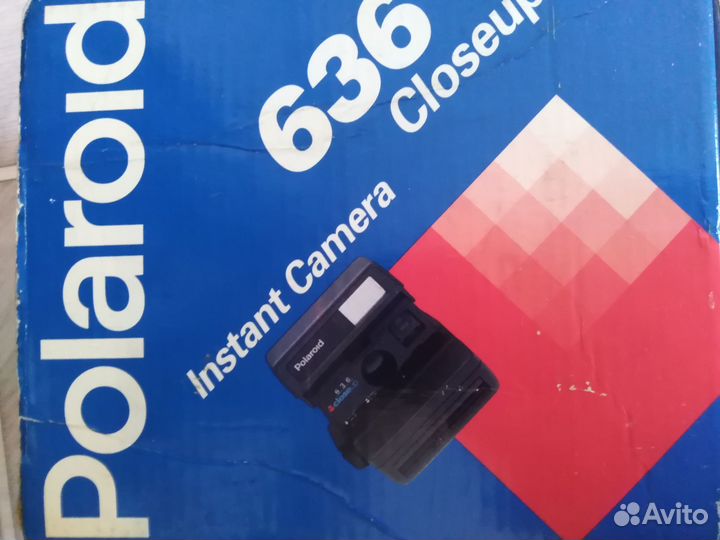 Polaroid
636
Closeup
Instant Camera
Polaroid
636
Avito